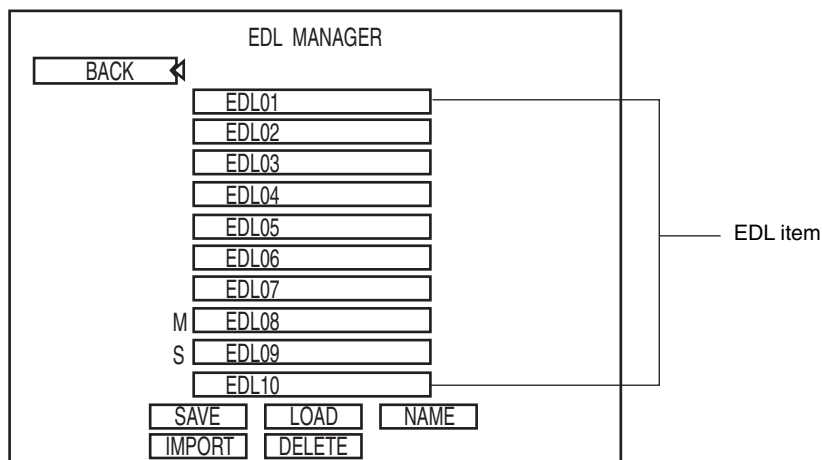 EDL MANAGER
BACK
EDL01
EDL02
EDL03
EDL04
EDL05
EDL06
EDL07
M EDL08
S EDL09
EDL10
EDL item
SAVE LOAD NAME
IMPORT DELETE